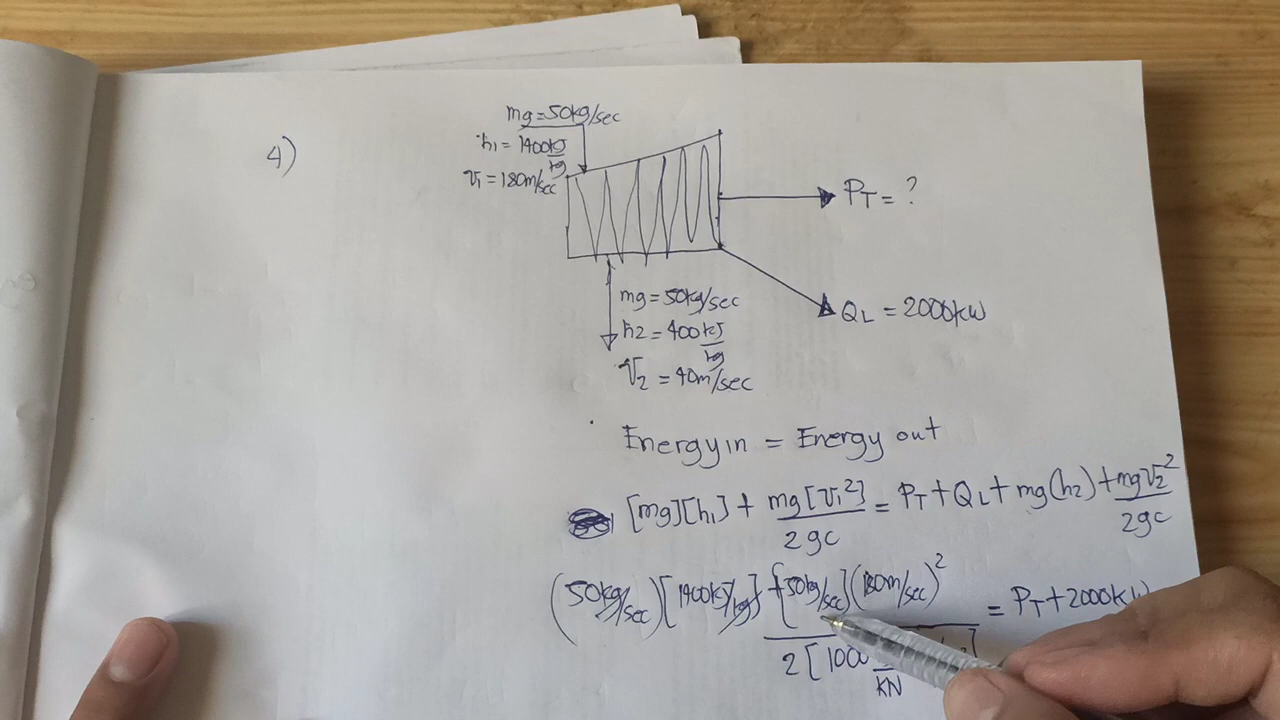 4)
mg=50kg/sec
h1 = 1400kJ/kg
V1 = 180m/sec
PT = ?
QL = 2000kW
mg = 50kg/sec
h2 = 400kJ/kg
V2 = 40m/sec
Energy in = Energy out
[mg][h1] + mg[V1²]/2gc = PT + QL + mg(h2) + mgV2²/2gc
(50kg/sec)[1400kJ/kg] + [50kg/sec](180m/sec)² = PT + 2000kW
2[1000 KN